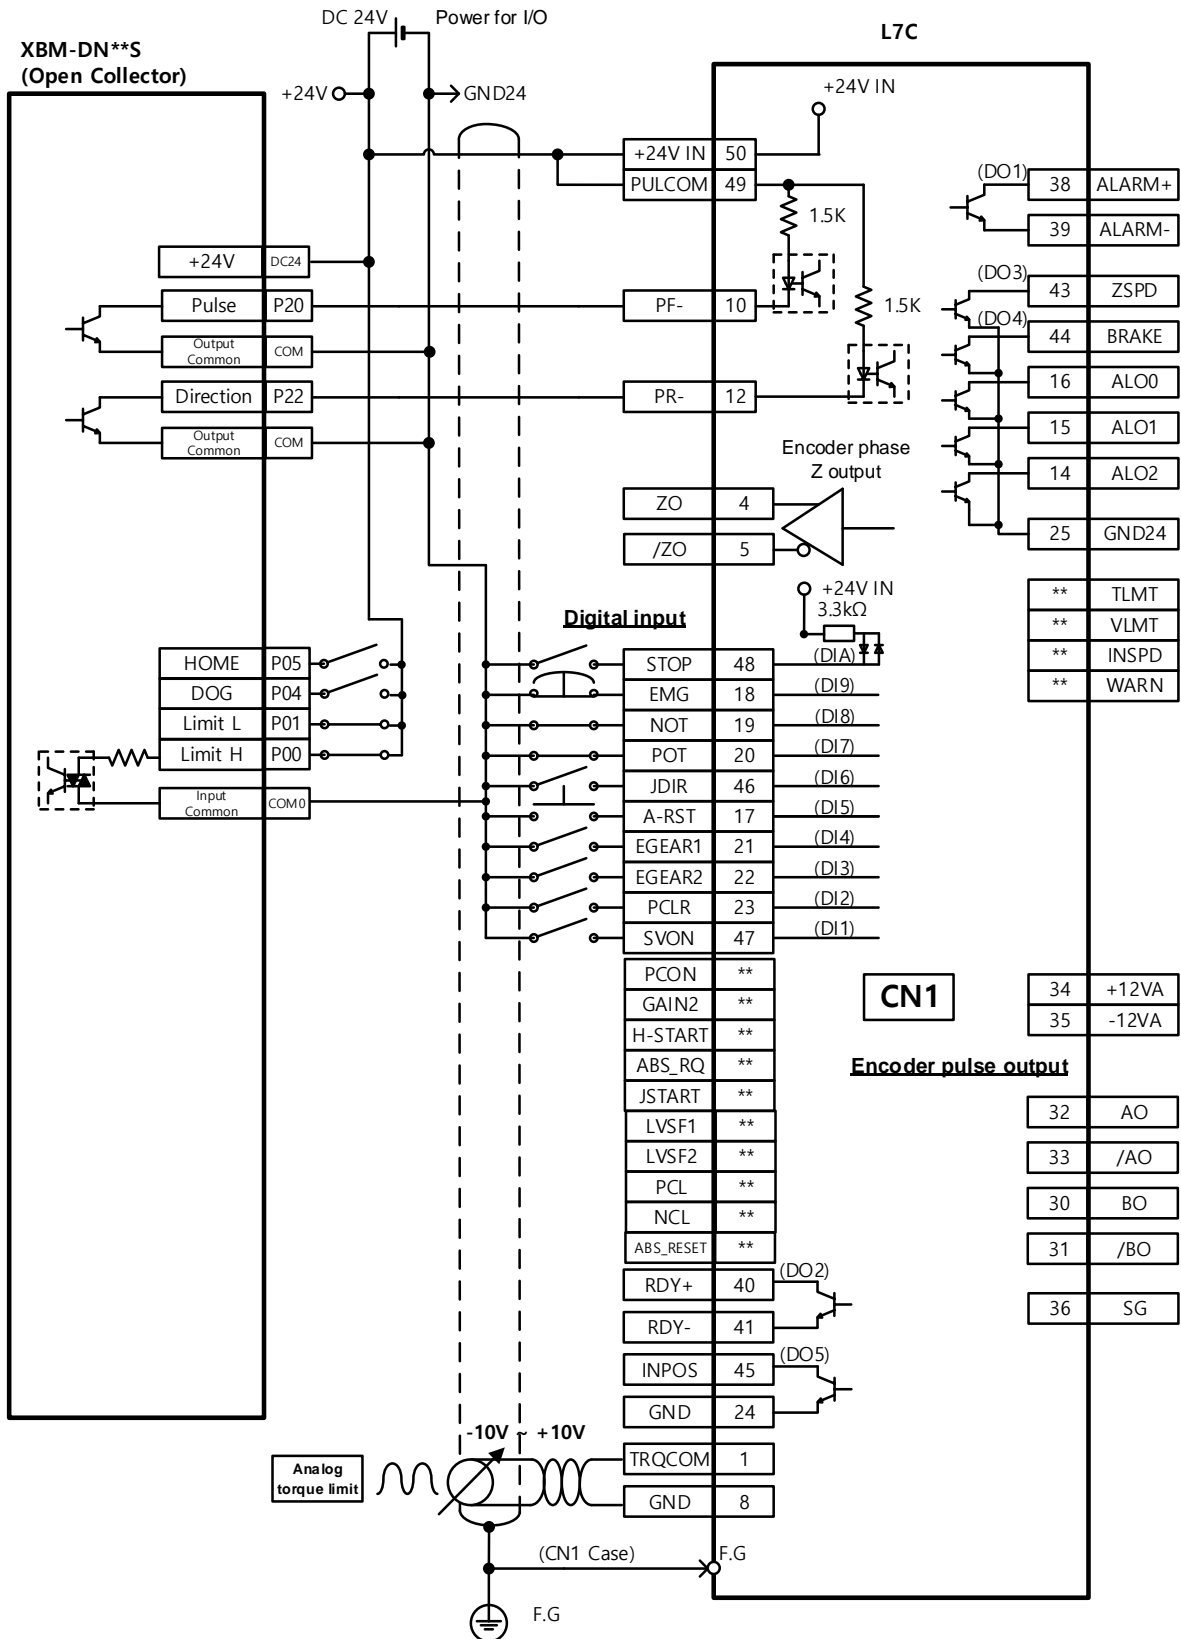 DC 24V
Power for I/O
XBM-DN**S
(Open Collector)
L7C
+24V
GND24
+24V IN
+24V IN 50
PULCOM 49
1.5K
1.5K
(DO1)
38 ALARM+
39 ALARM-
+24V DC24
Pulse P20
Output Common COM
Direction P22
Output Common COM
PF- 10
PR- 12
(DO3)
43 ZSPD
(DO4)
44 BRAKE
16 ALO0
15 ALO1
14 ALO2
25 GND24
Encoder phase
Z output
ZO 4
/ZO 5
+24V IN
3.3kΩ
** TLMT
** VLMT
** INSPD
** WARN
Digital input
HOME P05
DOG P04
Limit L P01
Limit H P00
Input Common COM0
STOP 48 (DIA)
EMG 18 (DI9)
NOT 19 (DI8)
POT 20 (DI7)
JDIR 46 (DI6)
A-RST 17 (DI5)
EGEAR1 21 (DI4)
EGEAR2 22 (DI3)
PCLR 23 (DI2)
SVON 47 (DI1)
PCON **
GAIN2 **
H-START **
ABS_RQ **
JSTART **
LVSF1 **
LVSF2 **
PCL **
NCL **
ABS_RESET **
CN1
34 +12VA
35 -12VA
Encoder pulse output
32 AO
33 /AO
30 BO
31 /BO
36 SG
RDY+ 40 (DO2)
RDY- 41
INPOS 45 (DO5)
GND 24
-10V ~ +10V
Analog
torque limit
TRQCOM 1
GND 8
(CN1 Case)
F.G
F.G